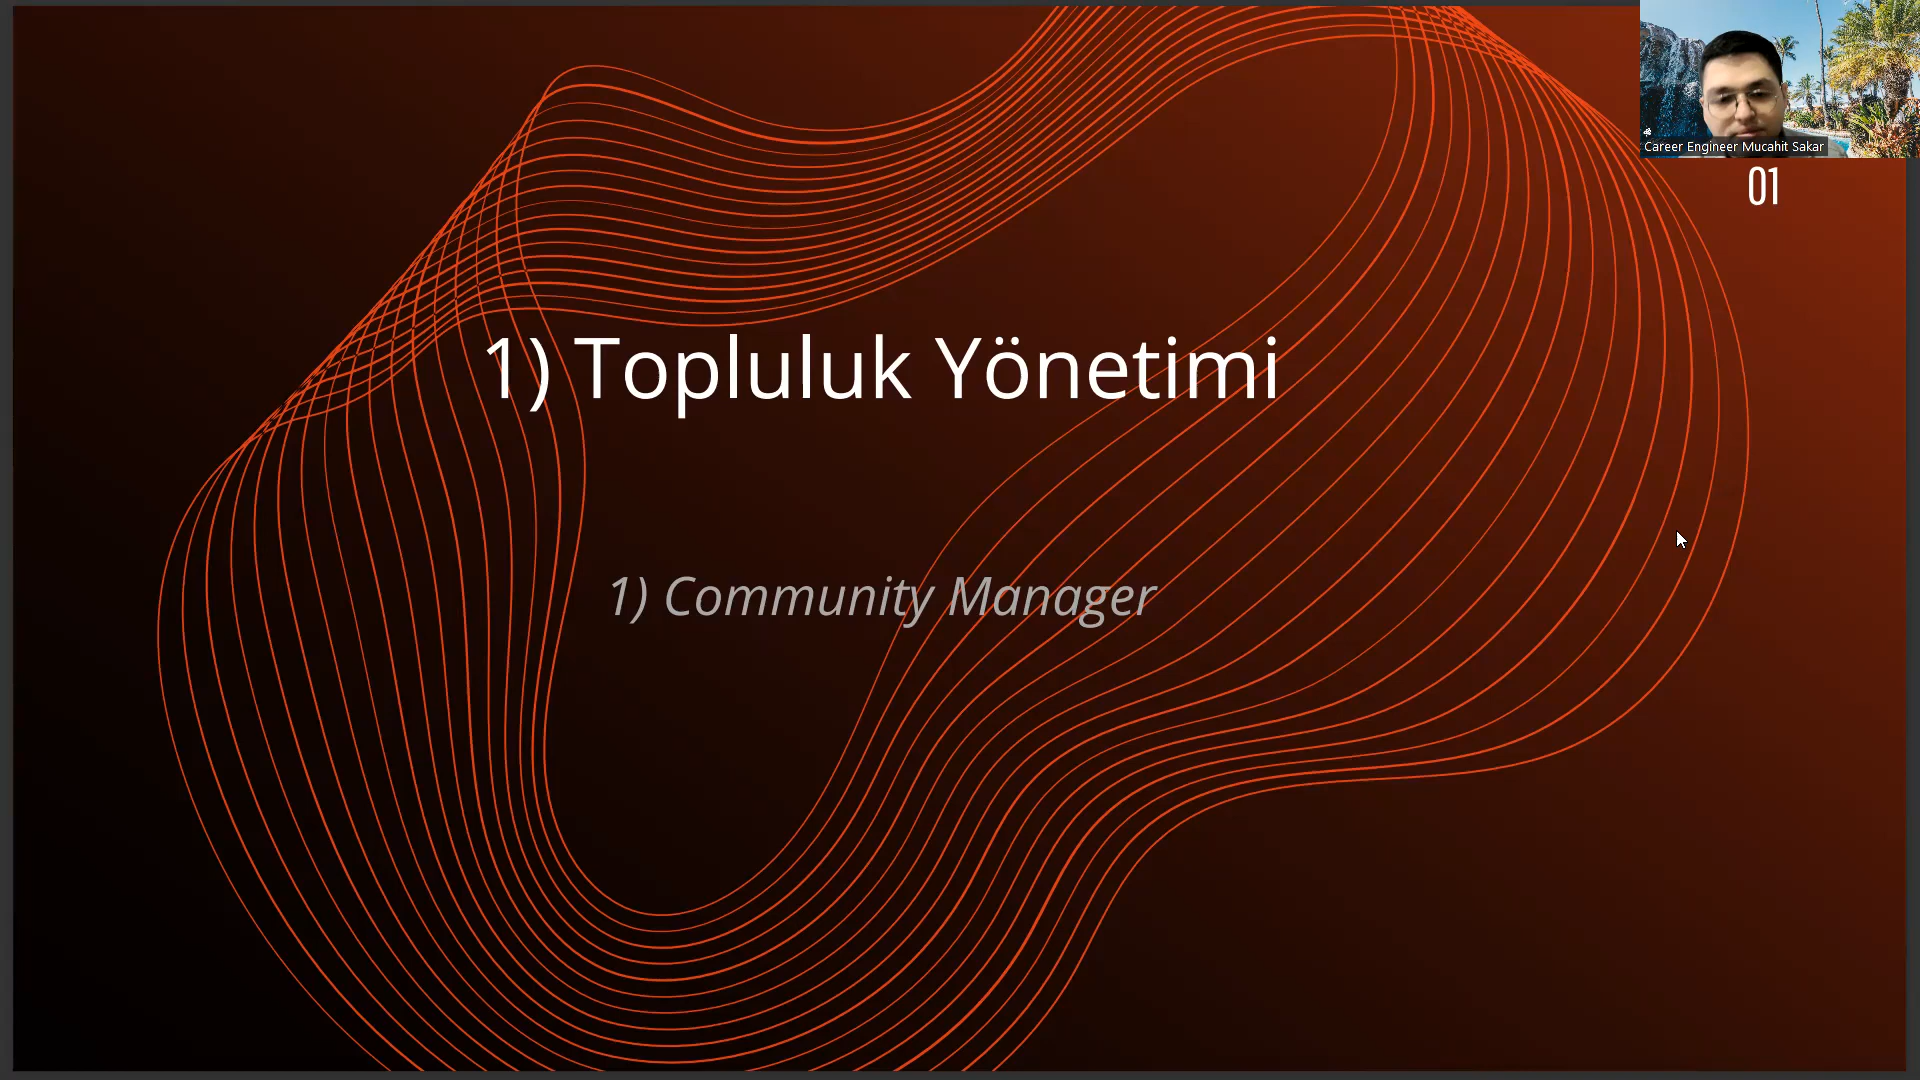 Career Engineer Mucahit Sakar
01
1) Topluluk Yönetimi
1) Community Manager